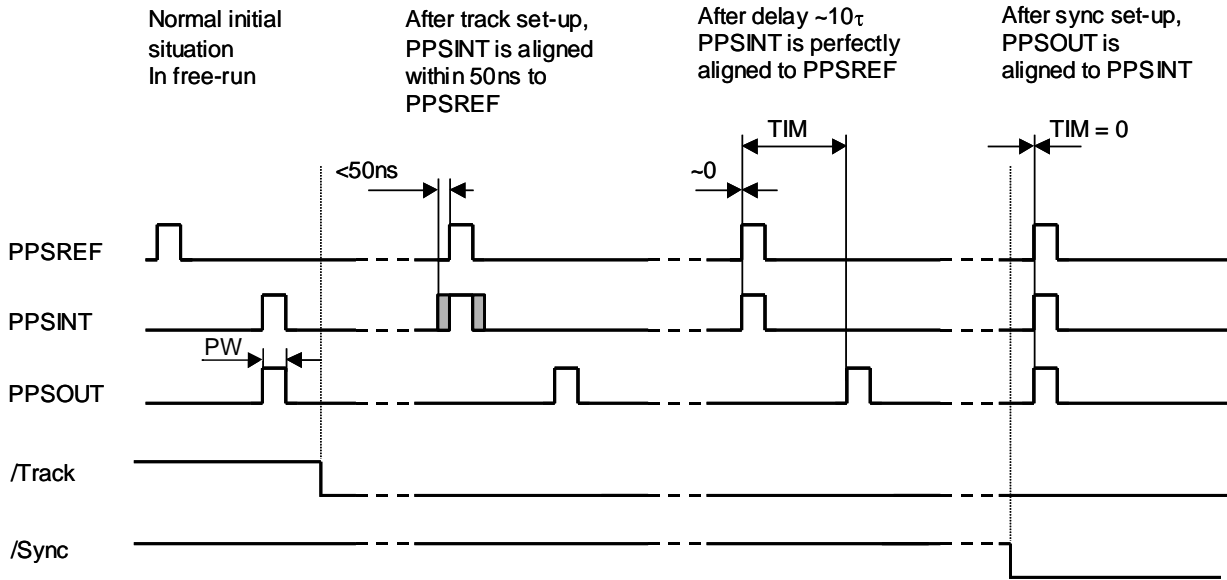 Normal initial
situation
In free-run
After track set-up,
PPSINT is aligned
within 50ns to
PPSREF
After delay ~10τ
PPSINT is perfectly
aligned to PPSREF
After sync set-up,
PPSOUT is
aligned to PPSINT
<50ns
TIM
~0
TIM = 0
PPSREF
PPSINT
PW
PPSOUT
/Track
/Sync